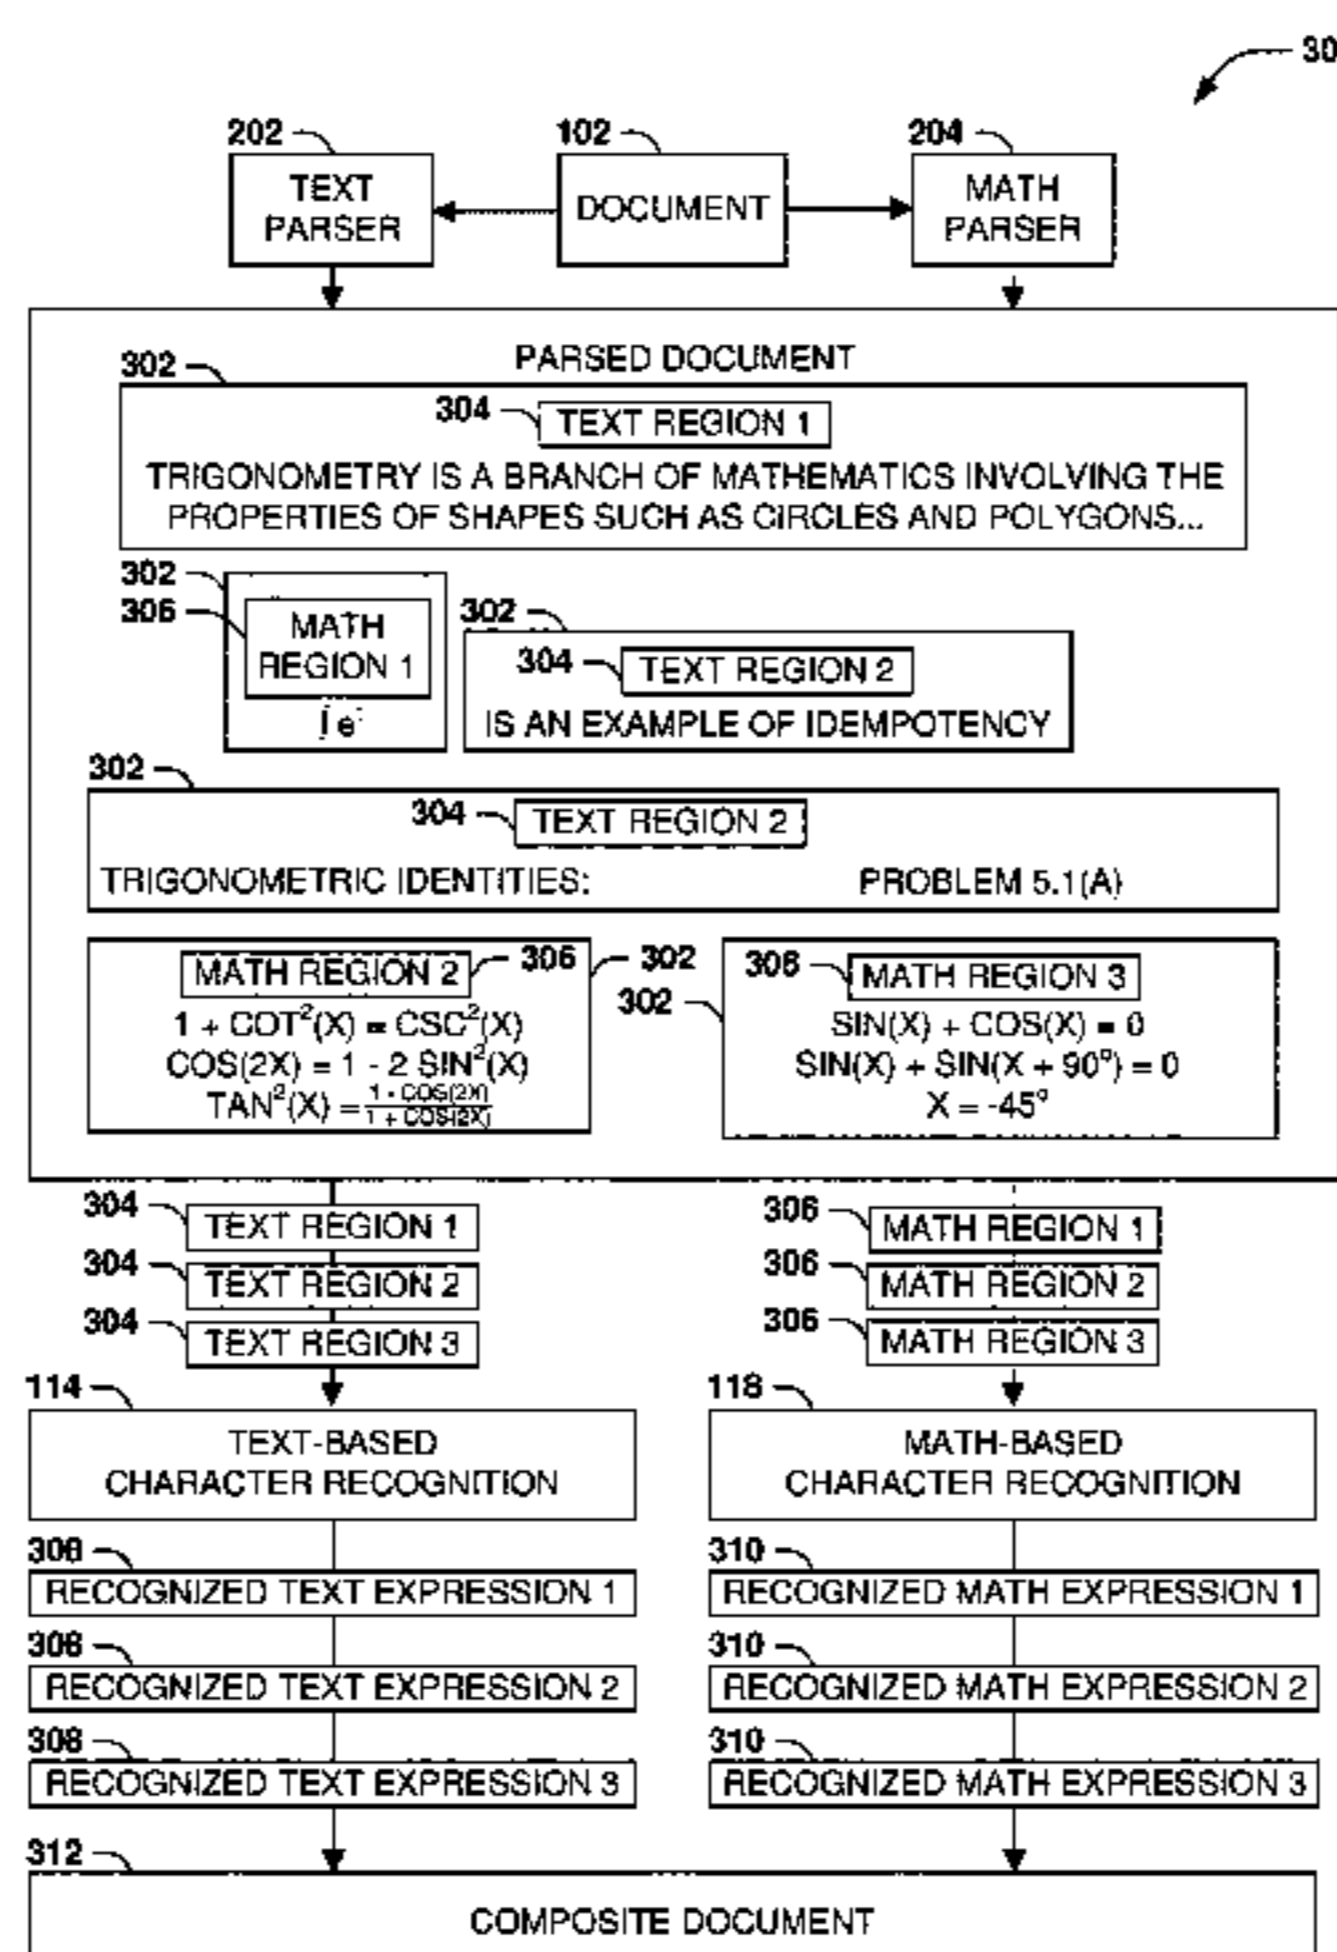 30
202
102
204
TEXT
PARSER
DOCUMENT
MATH
PARSER
PARSED DOCUMENT
302
304
TEXT REGION 1
TRIGONOMETRY IS A BRANCH OF MATHEMATICS INVOLVING THE
PROPERTIES OF SHAPES SUCH AS CIRCLES AND POLYGONS...
302
306
MATH
REGION 1
302
304
TEXT REGION 2
IS AN EXAMPLE OF IDEMPOTENCY
302
304
TEXT REGION 2
TRIGONOMETRIC IDENTITIES: PROBLEM 5.1(A)
MATH REGION 2
306
302
1 + COT²(X) = CSC²(X)
COS(2X) = 1 - 2 SIN²(X)
TAN²(X) = 1 - COS(2X) / 1 + COS(2X)
302
306
MATH REGION 3
SIN(X) + COS(X) = 0
SIN(X) + SIN(X + 90°) = 0
X = -45°
304
TEXT REGION 1
304
TEXT REGION 2
304
TEXT REGION 3
306
MATH REGION 1
306
MATH REGION 2
306
MATH REGION 3
114
TEXT-BASED
CHARACTER RECOGNITION
118
MATH-BASED
CHARACTER RECOGNITION
308
RECOGNIZED TEXT EXPRESSION 1
308
RECOGNIZED TEXT EXPRESSION 2
308
RECOGNIZED TEXT EXPRESSION 3
310
RECOGNIZED MATH EXPRESSION 1
310
RECOGNIZED MATH EXPRESSION 2
310
RECOGNIZED MATH EXPRESSION 3
312
COMPOSITE DOCUMENT